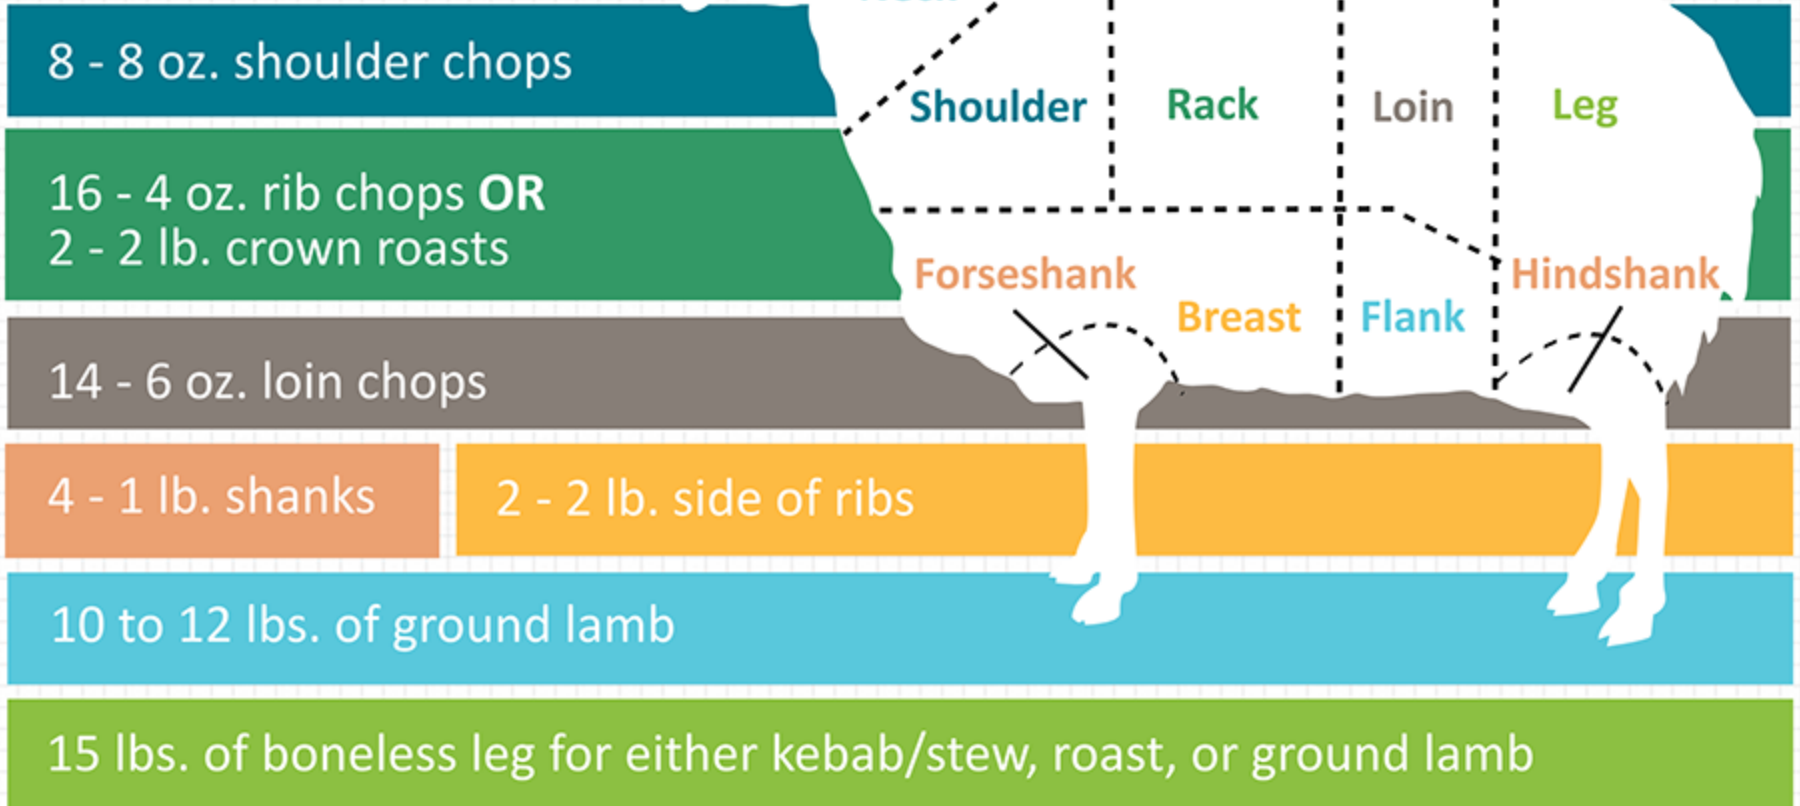 8 - 8 oz. shoulder chops
Shoulder
Rack
Loin
Leg
16 - 4 oz. rib chops OR
2 - 2 lb. crown roasts
Forseshank
Hindshank
Breast
Flank
14 - 6 oz. loin chops
4 - 1 lb. shanks
2 - 2 lb. side of ribs
10 to 12 lbs. of ground lamb
15 lbs. of boneless leg for either kebab/stew, roast, or ground lamb